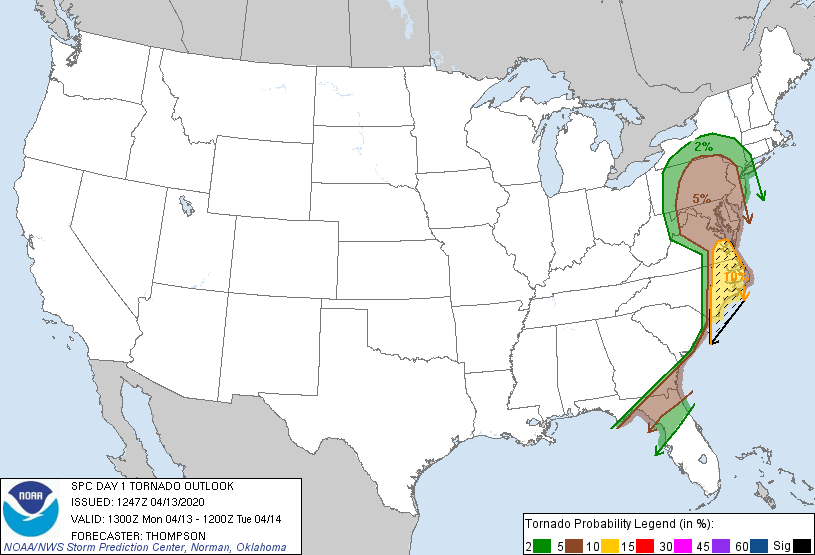 2%
5%
10%
NOAA
SPC DAY 1 TORNADO OUTLOOK
ISSUED: 1247Z 04/13/2020
VALID: 1300Z Mon 04/13 - 1200Z Tue 04/14
FORECASTER: THOMPSON
NOAA/NWS Storm Prediction Center, Norman, Oklahoma
Tornado Probability Legend (in %):
2 5 10 15 30 45 60 Sig